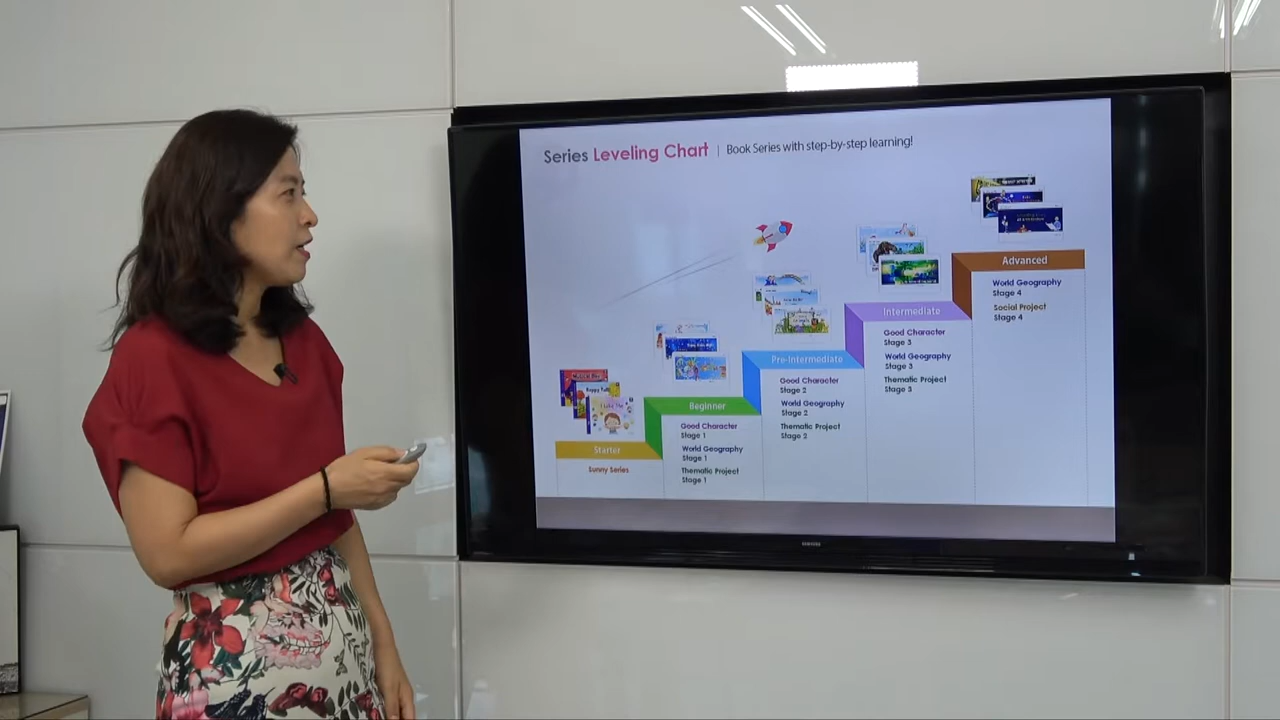 Series Leveling Chart | Book Series with step-by-step learning!
Advanced
World Geography
Stage 4
Social Project
Stage 4
Intermediate
Good Character
Stage 3
World Geography
Stage 3
Thematic Project
Stage 3
Pre-Intermediate
Good Character
Stage 2
World Geography
Stage 2
Thematic Project
Stage 2
Beginner
Good Character
Stage 1
World Geography
Stage 1
Thematic Project
Stage 1
Starter
Sunny Series
SAMSUNG